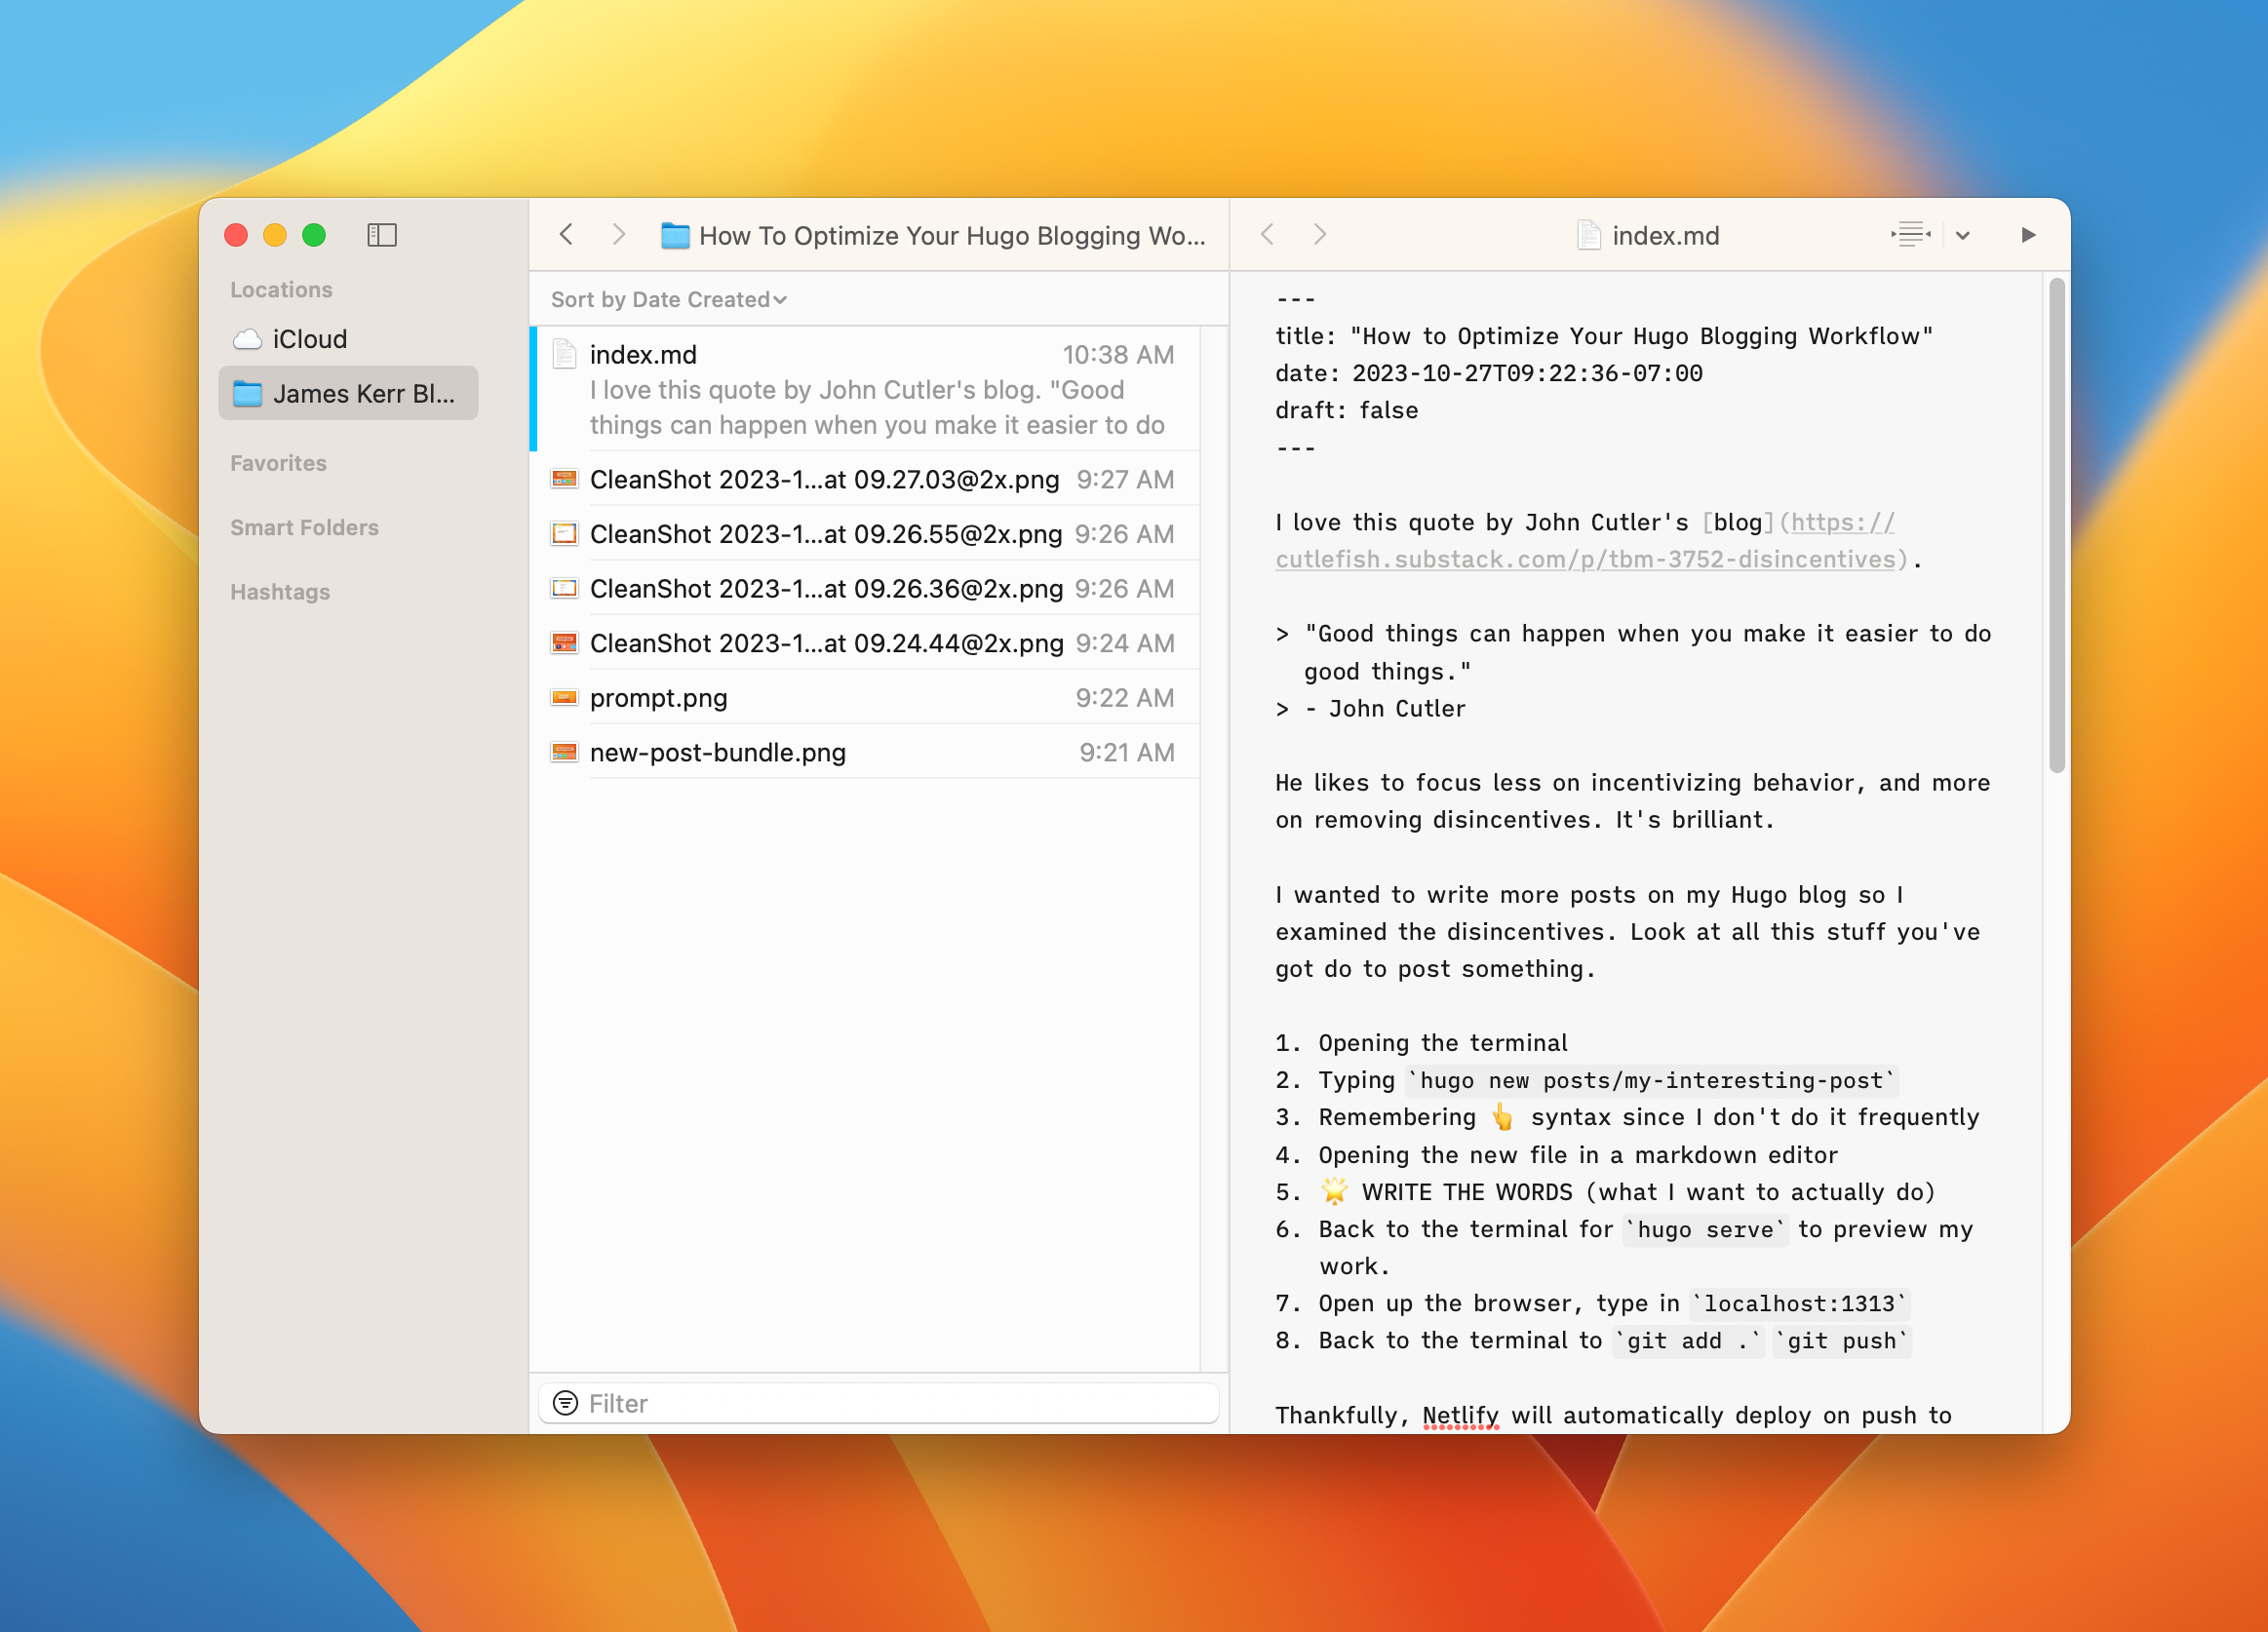 Locations
iCloud
James Kerr Bl...
Favorites
Smart Folders
Hashtags
How To Optimize Your Hugo Blogging Wo...
Sort by Date Created
index.md 10:38 AM
I love this quote by John Cutler's blog. "Good
things can happen when you make it easier to do
CleanShot 2023-1...at 09.27.03@2x.png 9:27 AM
CleanShot 2023-1...at 09.26.55@2x.png 9:26 AM
CleanShot 2023-1...at 09.26.36@2x.png 9:26 AM
CleanShot 2023-1...at 09.24.44@2x.png 9:24 AM
prompt.png 9:22 AM
new-post-bundle.png 9:21 AM
Filter
index.md
---
title: "How to Optimize Your Hugo Blogging Workflow"
date: 2023-10-27T09:22:36-07:00
draft: false
---
I love this quote by John Cutler's [blog](https://
cutlefish.substack.com/p/tbm-3752-disincentives).
> "Good things can happen when you make it easier to do
good things."
> - John Cutler
He likes to focus less on incentivizing behavior, and more
on removing disincentives. It's brilliant.
I wanted to write more posts on my Hugo blog so I
examined the disincentives. Look at all this stuff you've
got do to post something.
1. Opening the terminal
2. Typing `hugo new posts/my-interesting-post`
3. Remembering 👆 syntax since I don't do it frequently
4. Opening the new file in a markdown editor
5. 🌟 WRITE THE WORDS (what I want to actually do)
6. Back to the terminal for `hugo serve` to preview my
work.
7. Open up the browser, type in `localhost:1313`
8. Back to the terminal to `git add .` `git push`
Thankfully, Netlify will automatically deploy on push to